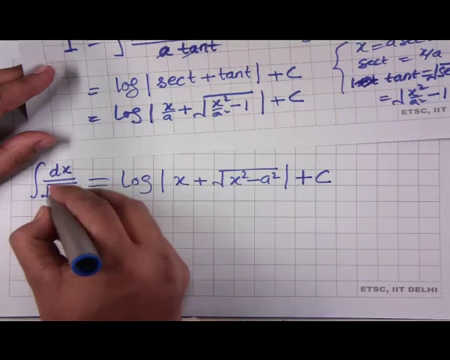 I = ∫ / a tant
= log | sect + tant | + C
= log | x/a + √(x²/a² - 1) | + C
x = a sec
sect = x/a
tant = √se
= √(x²/a² - 1)
ETSC, IIT
∫ dx/√ = log | x + √(x² - a²) | + C
ETSC, IIT DELHI